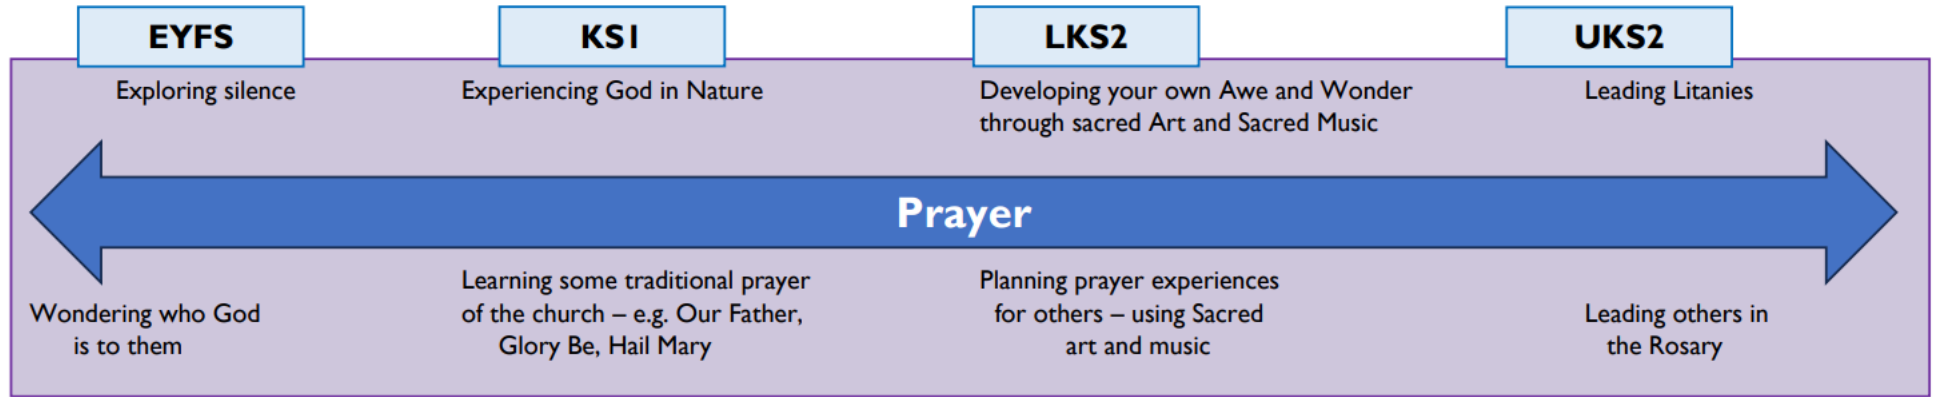 EYFS
KS1
LKS2
UKS2
Exploring silence
Experiencing God in Nature
Developing your own Awe and Wonder
through sacred Art and Sacred Music
Leading Litanies
Prayer
Wondering who God
is to them
Learning some traditional prayer
of the church – e.g. Our Father,
Glory Be, Hail Mary
Planning prayer experiences
for others – using Sacred
art and music
Leading others in
the Rosary